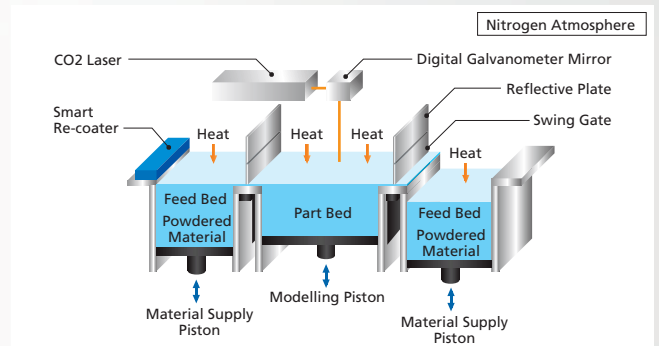 Nitrogen Atmosphere
CO2 Laser
Digital Galvanometer Mirror
Reflective Plate
Smart
Re-coater
Swing Gate
Heat
Heat
Heat
Heat
Feed Bed
Powdered
Material
Part Bed
Feed Bed
Powdered
Material
Modelling Piston
Material Supply
Piston
Material Supply
Piston